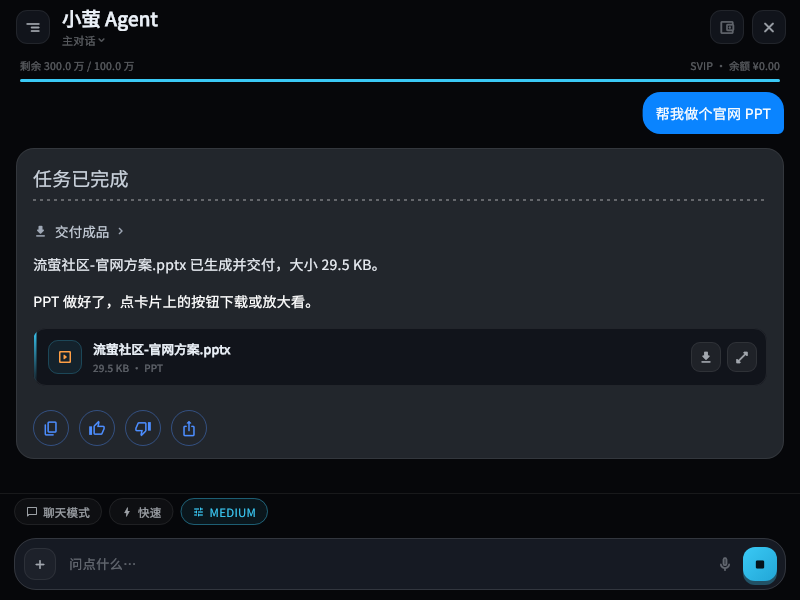 小萤 Agent
主对话
剩余 300.0 万 / 100.0 万
SVIP · 余额 ¥0.00
帮我做个官网 PPT
任务已完成
交付成品
流萤社区-官网方案.pptx 已生成并交付，大小 29.5 KB。
PPT 做好了，点卡片上的按钮下载或放大看。
流萤社区-官网方案.pptx
29.5 KB · PPT
聊天模式
快速
MEDIUM
问点什么…